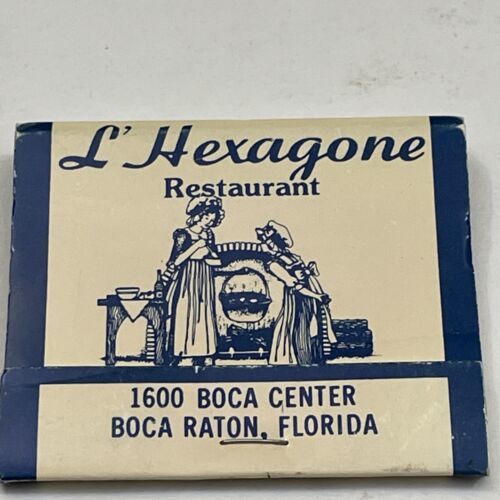 L'Hexagone
Restaurant
1600 BOCA CENTER
BOCA RATON, FLORIDA